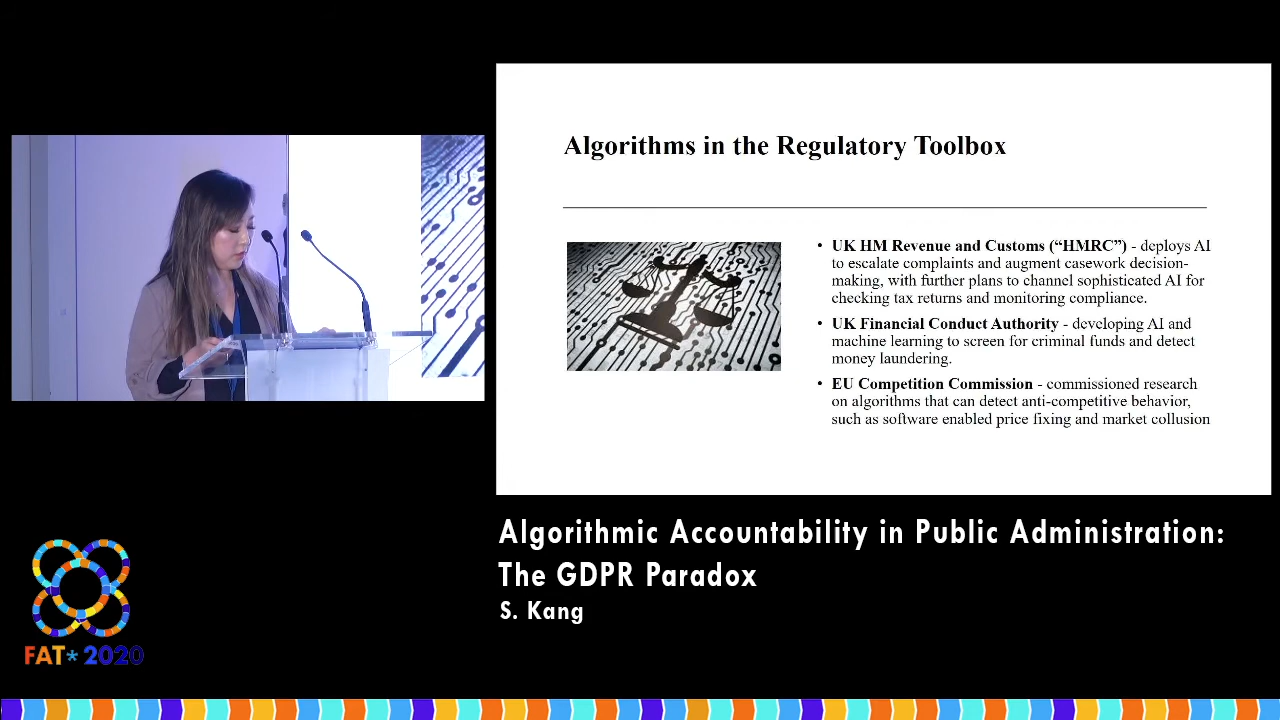 Algorithms in the Regulatory Toolbox
• UK HM Revenue and Customs (“HMRC”) - deploys AI
to escalate complaints and augment casework decision-
making, with further plans to channel sophisticated AI for
checking tax returns and monitoring compliance.
• UK Financial Conduct Authority - developing AI and
machine learning to screen for criminal funds and detect
money laundering.
• EU Competition Commission - commissioned research
on algorithms that can detect anti-competitive behavior,
such as software enabled price fixing and market collusion
Algorithmic Accountability in Public Administration:
The GDPR Paradox
S. Kang
FAT* 2020